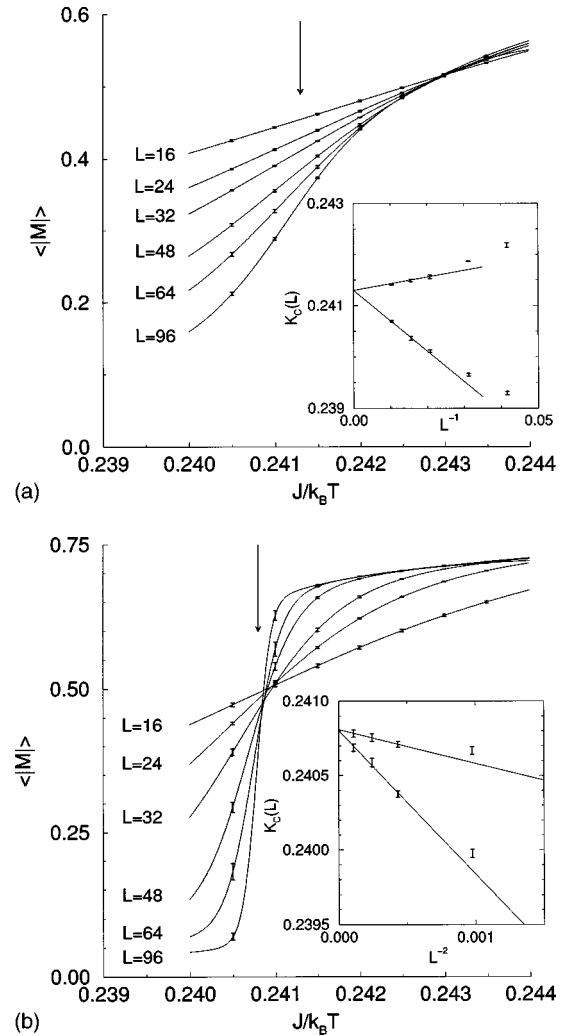 0.6
0.4
0.2
0.0
<|M|>
L=16
L=24
L=32
L=48
L=64
L=96
0.243
0.241
0.239
K_C(L)
0.00
0.05
L^-1
0.239 0.240 0.241 0.242 0.243 0.244
(a)
J/k_BT
0.75
0.50
0.25
0.00
<|M|>
L=16
L=24
L=32
L=48
L=64
L=96
0.2410
0.2405
0.2400
0.2395
K_C(L)
0.000
0.001
L^-2
0.239 0.240 0.241 0.242 0.243 0.244
(b)
J/k_BT